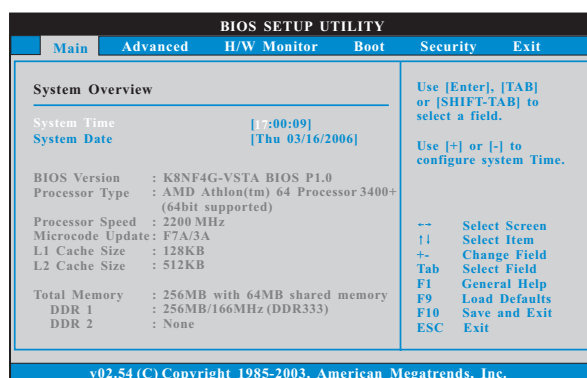 BIOS SETUP UTILITY
Main Advanced H/W Monitor Boot Security Exit
System Overview
System Time [17:00:09]
System Date [Thu 03/16/2006]
BIOS Version : K8NF4G-VSTA BIOS P1.0
Processor Type : AMD Athlon(tm) 64 Processor 3400+
(64bit supported)
Processor Speed : 2200 MHz
Microcode Update : F7A/3A
L1 Cache Size : 128KB
L2 Cache Size : 512KB
Total Memory : 256MB with 64MB shared memory
DDR 1 : 256MB/166MHz (DDR333)
DDR 2 : None
Use [Enter], [TAB]
or [SHIFT-TAB] to
select a field.
Use [+] or [-] to
configure system Time.
←→ Select Screen
↑↓ Select Item
+- Change Field
Tab Select Field
F1 General Help
F9 Load Defaults
F10 Save and Exit
ESC Exit
v02.54 (C) Copyright 1985-2003, American Megatrends, Inc.